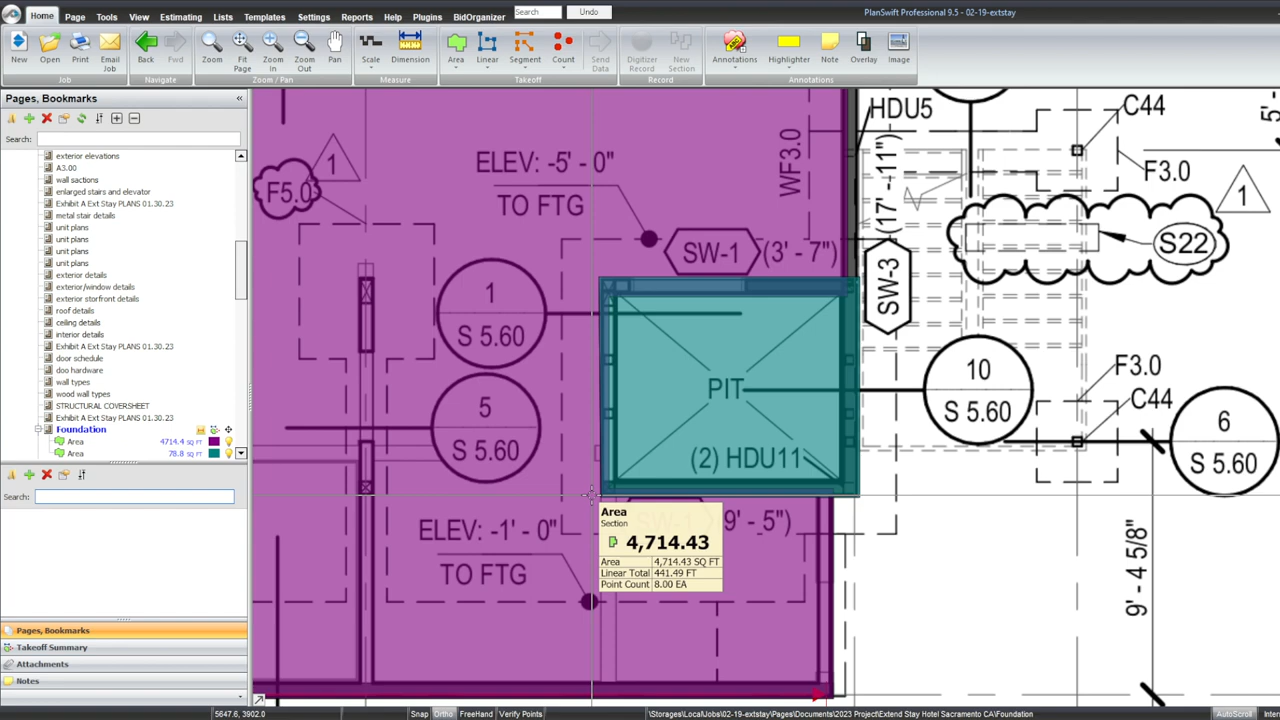 Home Page Tools View Estimating Lists Templates Settings Reports Help Plugins BidOrganizer Search Undo
PlanSwift Professional 9.5 - 02-19-extstay
New Open Print Email Job Back Fwd Zoom Fit Page Zoom In Zoom Out Pan Scale Dimension Area Linear Segment Count Send Data Digitizer Record New Section Annotations Highlighter Note Overlay Image
Job Navigate Zoom / Pan Measure Takeoff Record Annotations
Pages, Bookmarks
Search:
exterior elevations
A3.00
wall sections
enlarged stairs and elevator
Exhibit A Ext Stay PLANS 01.30.23
metal stair details
unit plans
unit plans
unit plans
unit plans
exterior details
exterior/window details
exterior storfront details
roof details
ceiling details
interior details
Exhibit A Ext Stay PLANS 01.30.23
door schedule
doo hardware
wall types
wood wall types
STRUCTURAL COVERSHEET
Exhibit A Ext Stay PLANS 01.30.23
Foundation
Area 4714.4 SQ FT
Area 78.8 SQ FT
Search:
Pages, Bookmarks
Takeoff Summary
Attachments
Notes
1
F5.0
ELEV: -5' - 0"
TO FTG
WF3.0
HDU5
(17' - 11")
C44
F3.0
1
5' -
S22
SW-1 (3' - 7")
SW-3
1
S 5.60
5
S 5.60
PIT
(2) HDU11
10
S 5.60
F3.0
C44
6
S 5.60
9' - 5")
ELEV: -1' - 0"
TO FTG
9' - 4 5/8"
Area
Section
4,714.43
Area 4,714.43 SQ FT
Linear Total 441.49 FT
Point Count 8.00 EA
5647.6, 3902.0
Snap Ortho FreeHand Verify Points
\Storages\Local\Jobs\02-19-extstay\Pages\Documents\2023 Project\Extend Stay Hotel Sacramento CA\Foundation
AutoScroll Inter